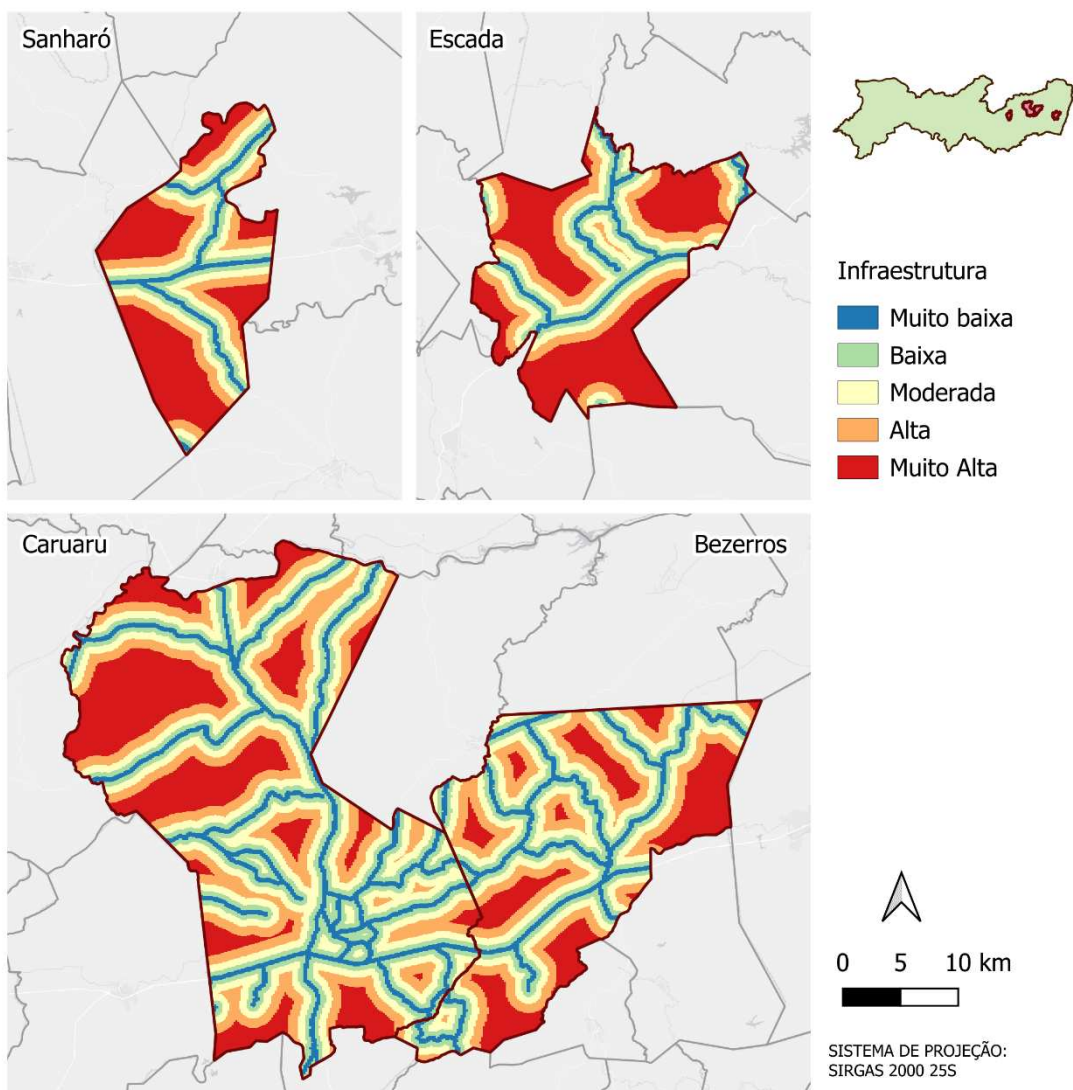 Sanharó
Escada
Infraestrutura
Muito baixa
Baixa
Moderada
Alta
Muito Alta
Caruaru
Bezerros
0 5 10 km
SISTEMA DE PROJEÇÃO:
SIRGAS 2000 25S